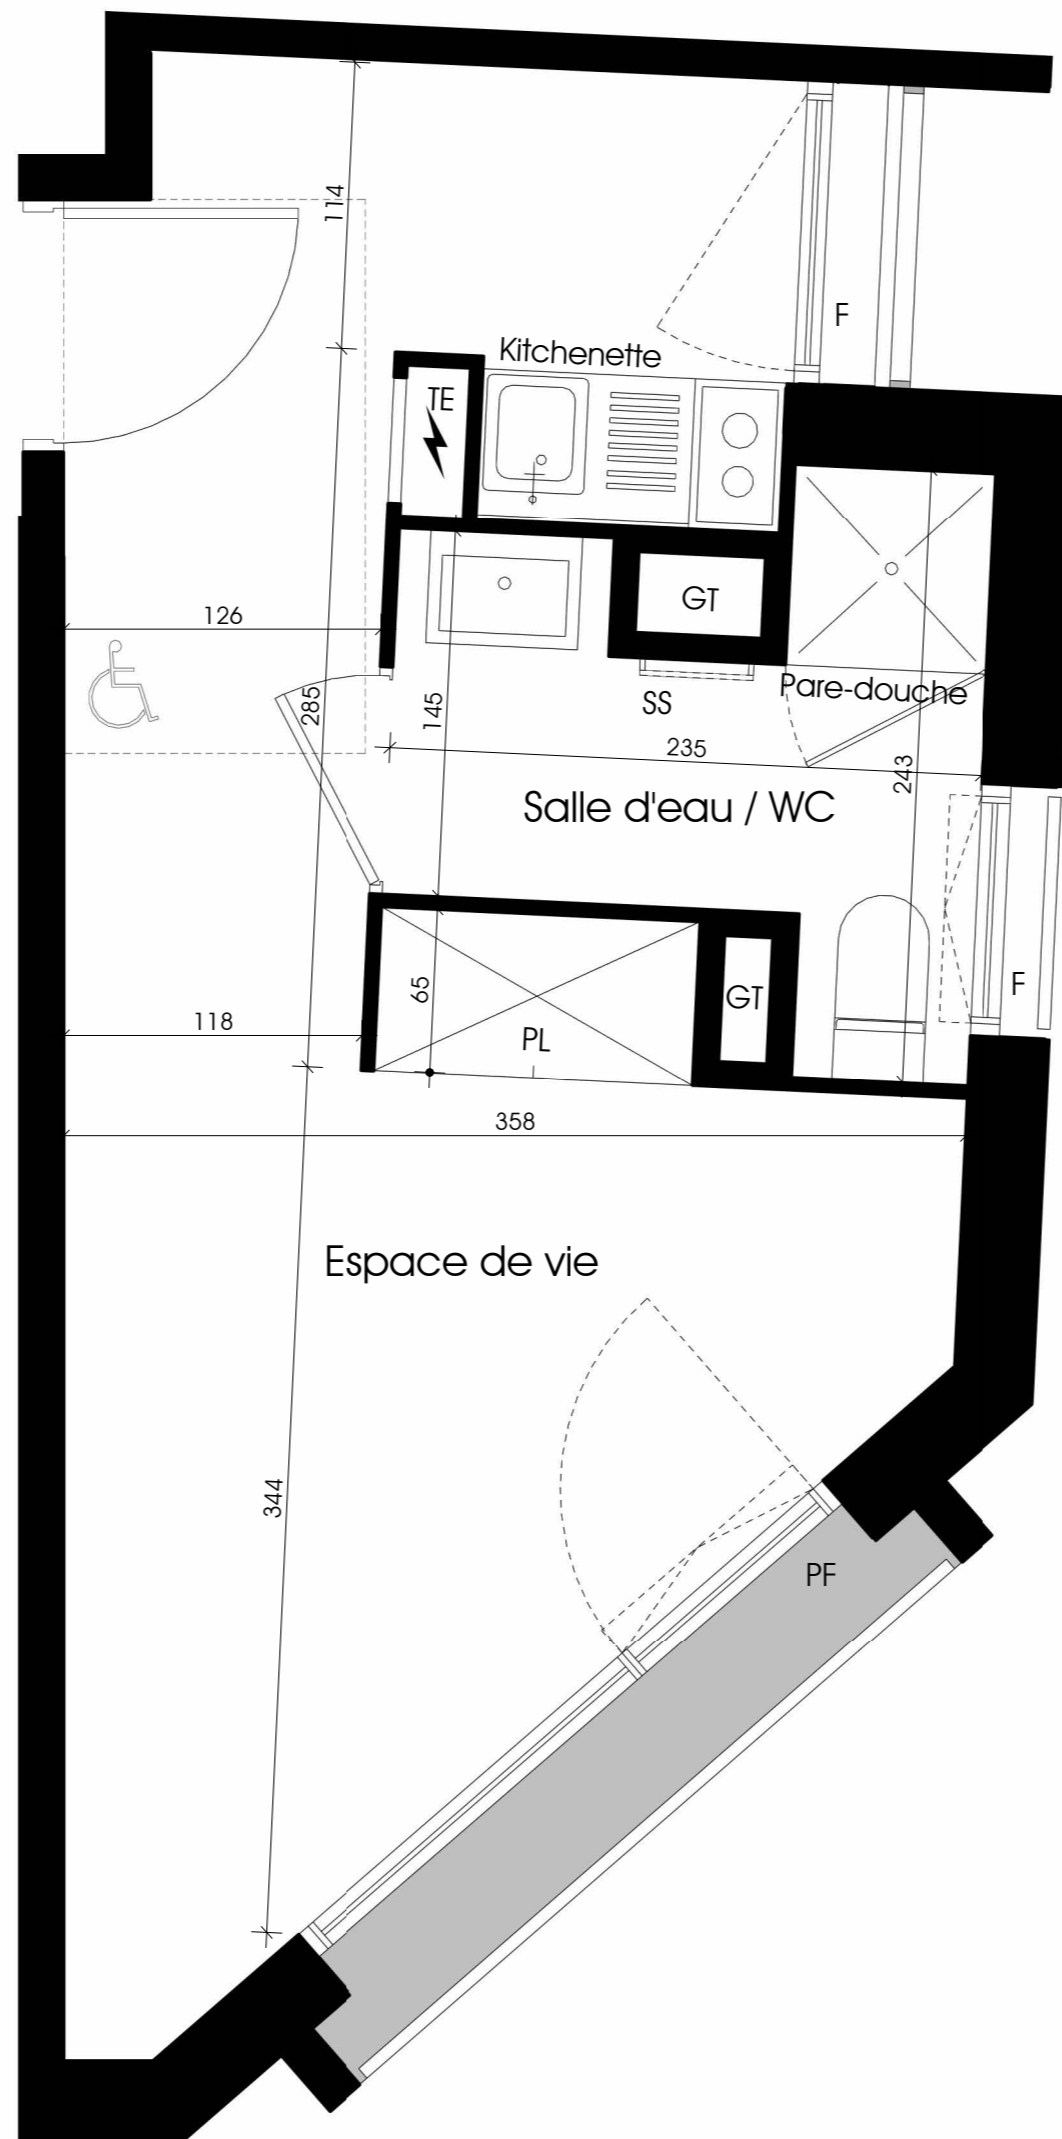 114
F
Kitchenette
TE
GT
126
285
145
SS
Pare-douche
235
243
Salle d'eau / WC
65
GT
F
118
PL
358
Espace de vie
344
PF